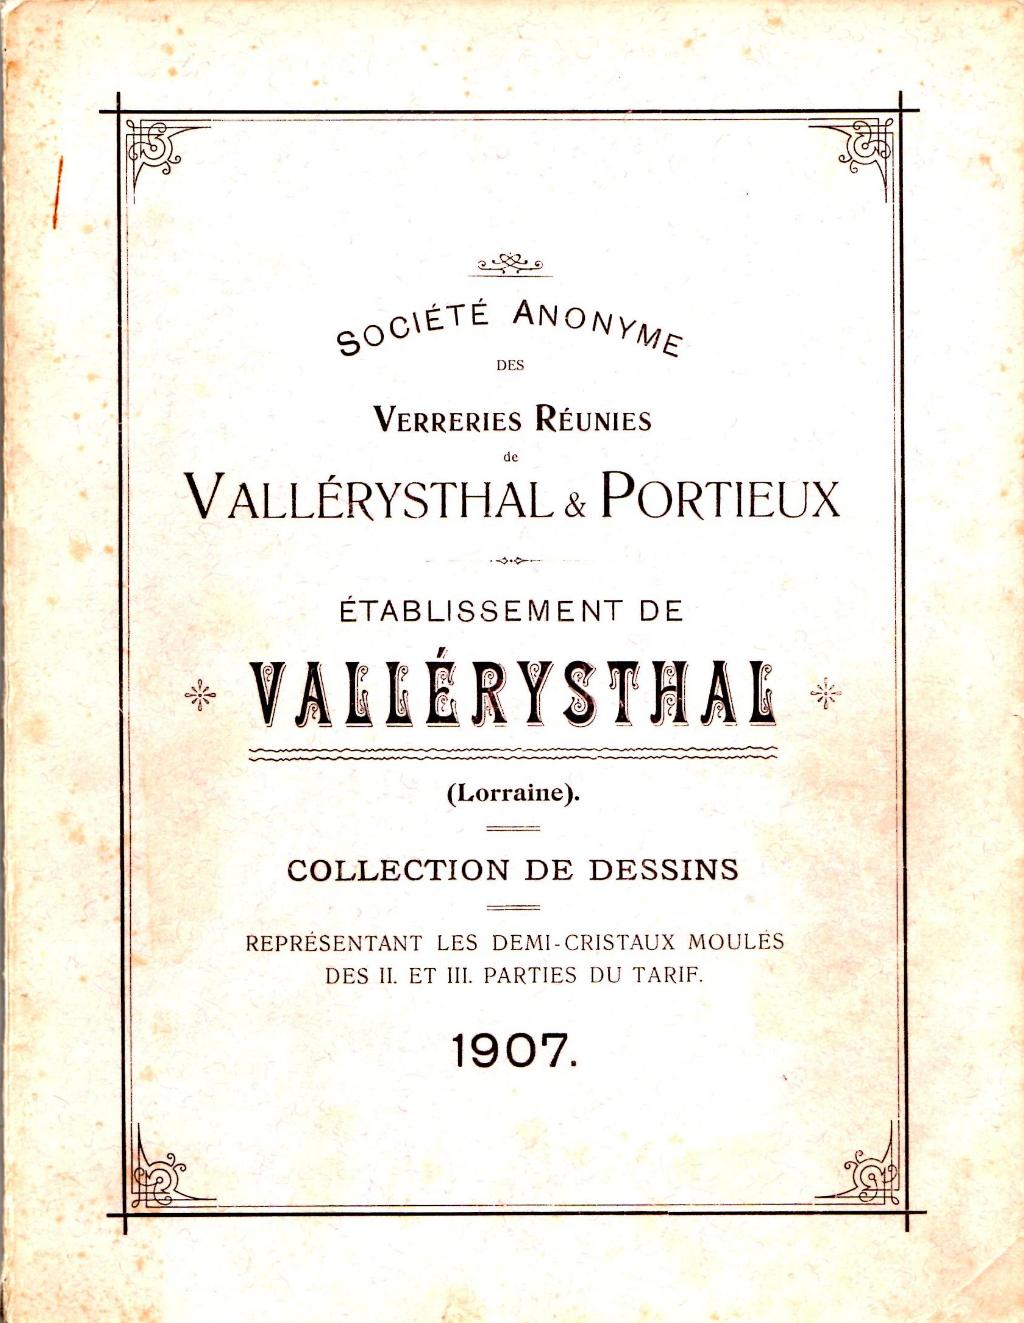 SOCIÉTÉ ANONYME
DES
VERRERIES RÉUNIES
de
VALLÉRYSTHAL & PORTIEUX
ÉTABLISSEMENT DE
VALLÉRYSTHAL
(Lorraine).
COLLECTION DE DESSINS
REPRÉSENTANT LES DEMI-CRISTAUX MOULÉS
DES II. ET III. PARTIES DU TARIF.
1907.